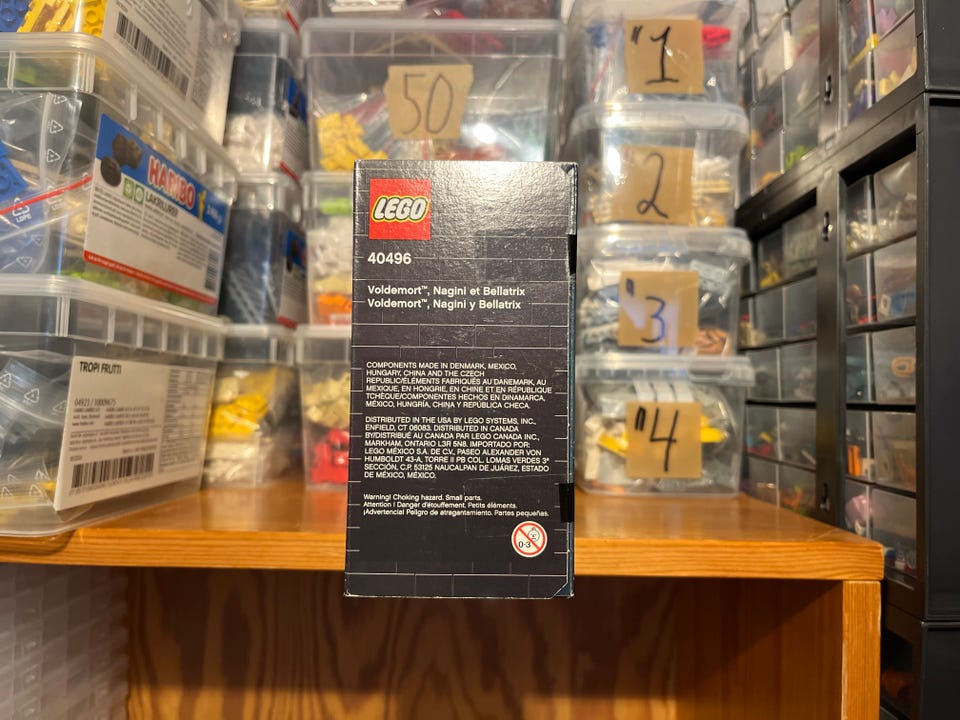 50
"1
"2
"3
"4
HARIBO
LAKRILURER
TROPI FRUTTI
04921 / 10009675
LDPE
LEGO
40496
Voldemort™, Nagini et Bellatrix
Voldemort™, Nagini y Bellatrix
COMPONENTS MADE IN DENMARK, MEXICO,
HUNGARY, CHINA AND THE CZECH
REPUBLIC/ÉLÉMENTS FABRIQUÉS AU DANEMARK, AU
MEXIQUE, EN HONGRIE, EN CHINE ET EN RÉPUBLIQUE
TCHÈQUE/COMPONENTES HECHOS EN DINAMARCA,
MÉXICO, HUNGRÍA, CHINA Y REPÚBLICA CHECA.
DISTRIBUTED IN THE USA BY LEGO SYSTEMS, INC.,
ENFIELD, CT 06083. DISTRIBUTED IN CANADA
BY/DISTRIBUÉ AU CANADA PAR LEGO CANADA INC.,
MARKHAM, ONTARIO L3R 5N8. IMPORTADO POR:
LEGO MÉXICO S.A. DE C.V., PASEO ALEXANDER VON
HUMBOLDT 43-A, TORRE II PB COL. LOMAS VERDES 3ª
SECCIÓN, C.P. 53125 NAUCALPAN DE JUÁREZ, ESTADO
DE MÉXICO, MÉXICO.
Warning! Choking hazard. Small parts.
Attention ! Danger d'étouffement. Petits éléments.
¡Advertencia! Peligro de atragantamiento. Partes pequeñas.
0-3